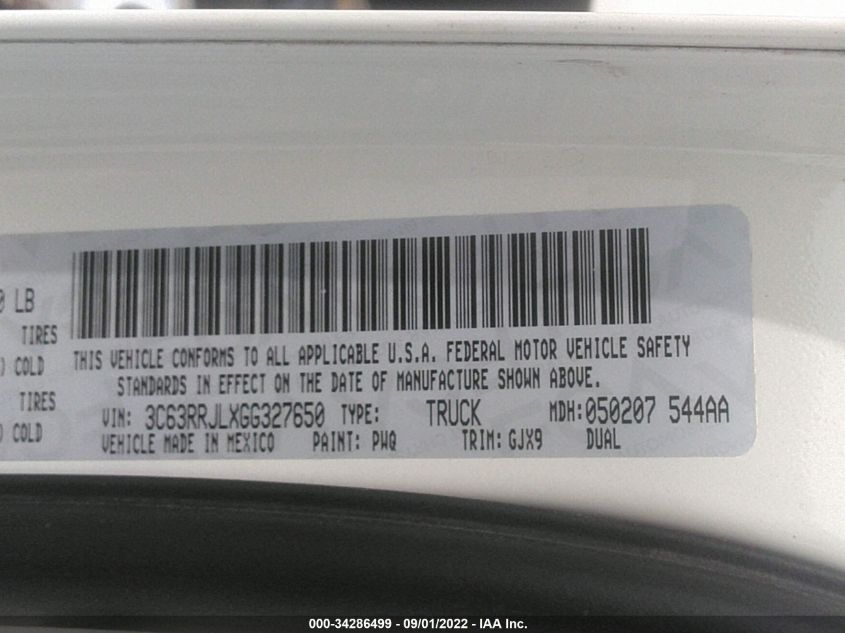 0 LB
TIRES
) COLD
TIRES
) COLD
THIS VEHICLE CONFORMS TO ALL APPLICABLE U.S.A. FEDERAL MOTOR VEHICLE SAFETY
STANDARDS IN EFFECT ON THE DATE OF MANUFACTURE SHOWN ABOVE.
VIN: 3C63RRJLXGG327650 TYPE: TRUCK MDH:050207 544AA
VEHICLE MADE IN MEXICO PAINT: PWQ TRIM: GJX9 DUAL
000-34286499 - 09/01/2022 - IAA Inc.